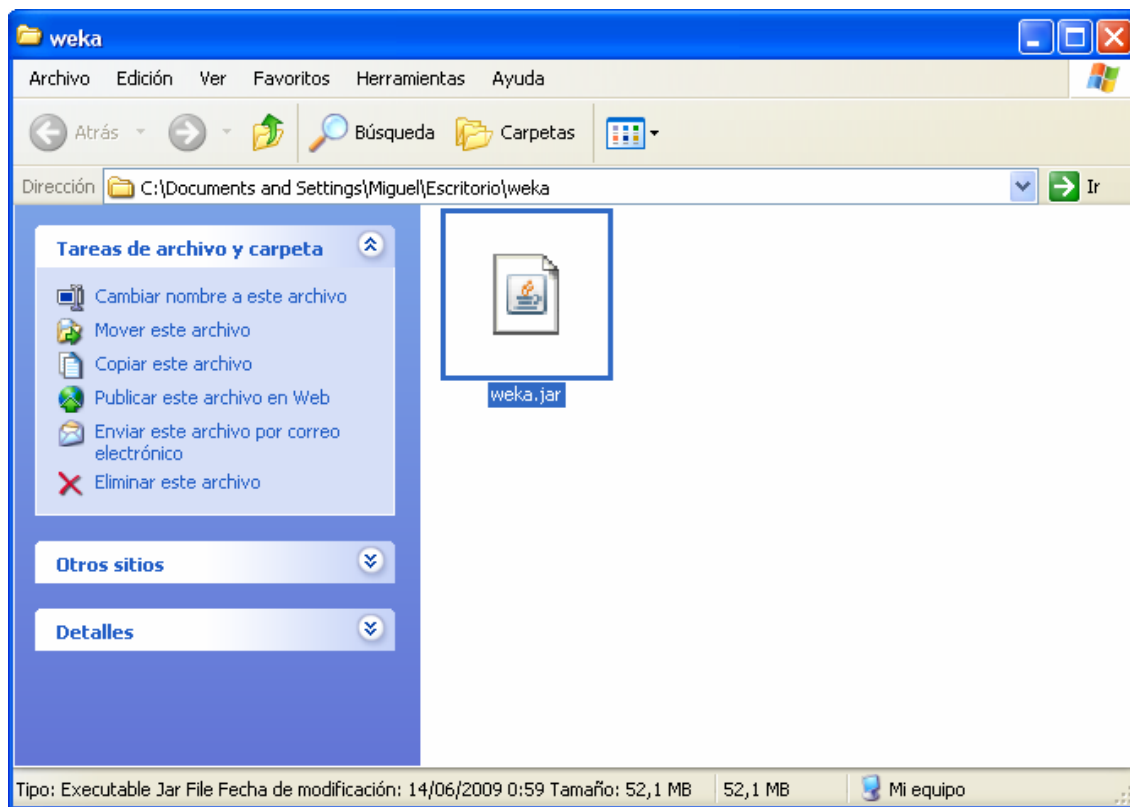 weka
Archivo Edición Ver Favoritos Herramientas Ayuda
Atrás Búsqueda Carpetas
Dirección C:\Documents and Settings\Miguel\Escritorio\weka Ir
Tareas de archivo y carpeta
Cambiar nombre a este archivo
Mover este archivo
Copiar este archivo
Publicar este archivo en Web
Enviar este archivo por correo
electrónico
Eliminar este archivo
Otros sitios
Detalles
weka.jar
Tipo: Executable Jar File Fecha de modificación: 14/06/2009 0:59 Tamaño: 52,1 MB 52,1 MB Mi equipo